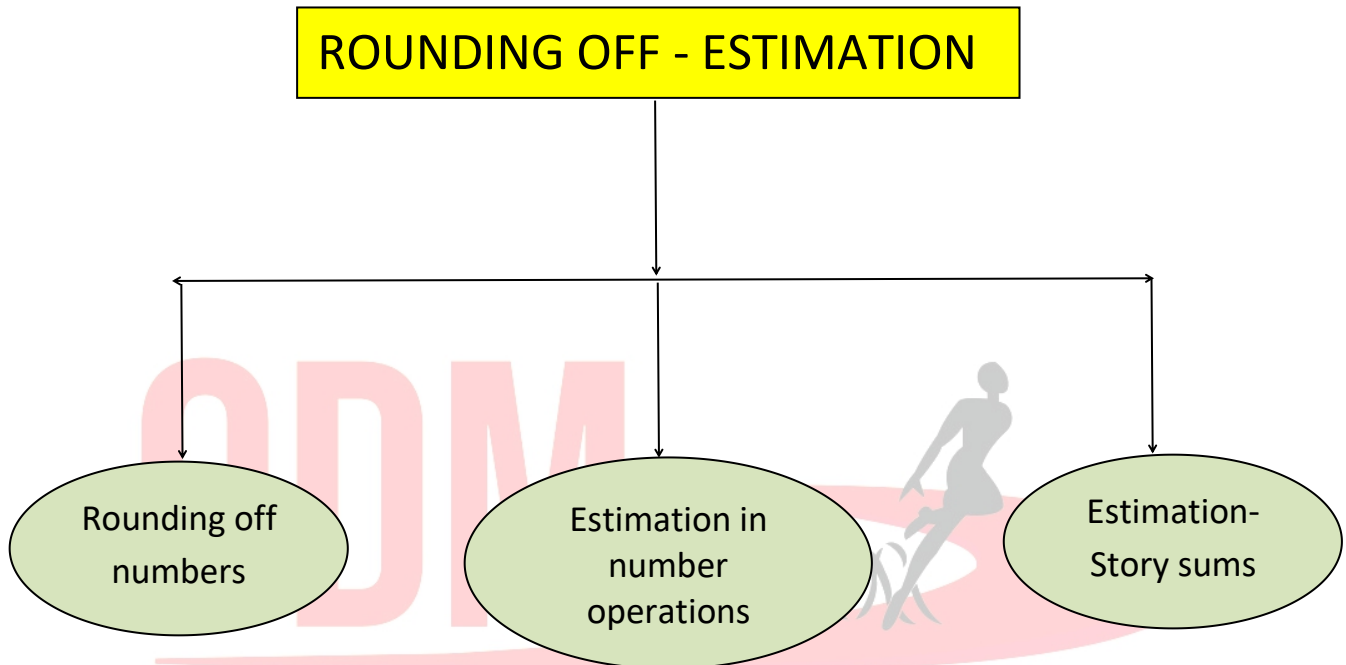 ROUNDING OFF - ESTIMATION
ODM
Rounding off
numbers
Estimation in
number
operations
Estimation-
Story sums